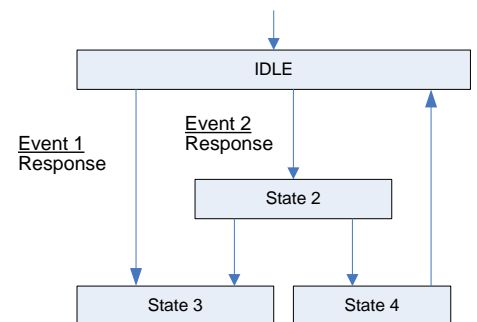 IDLE
Event 1
Response
Event 2
Response
State 2
State 3
State 4